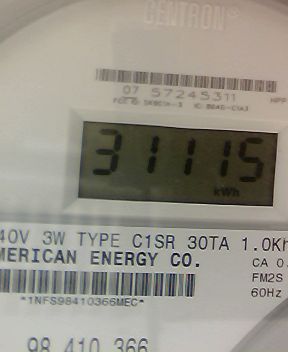 CENTRON®
07 57245311
31115
kWh
40V 3W TYPE C1SR 30TA 1.0Kh
MERICAN ENERGY CO.
CA 0.
FM2S
60Hz
*1NFS98410366MEC*
98 410 366